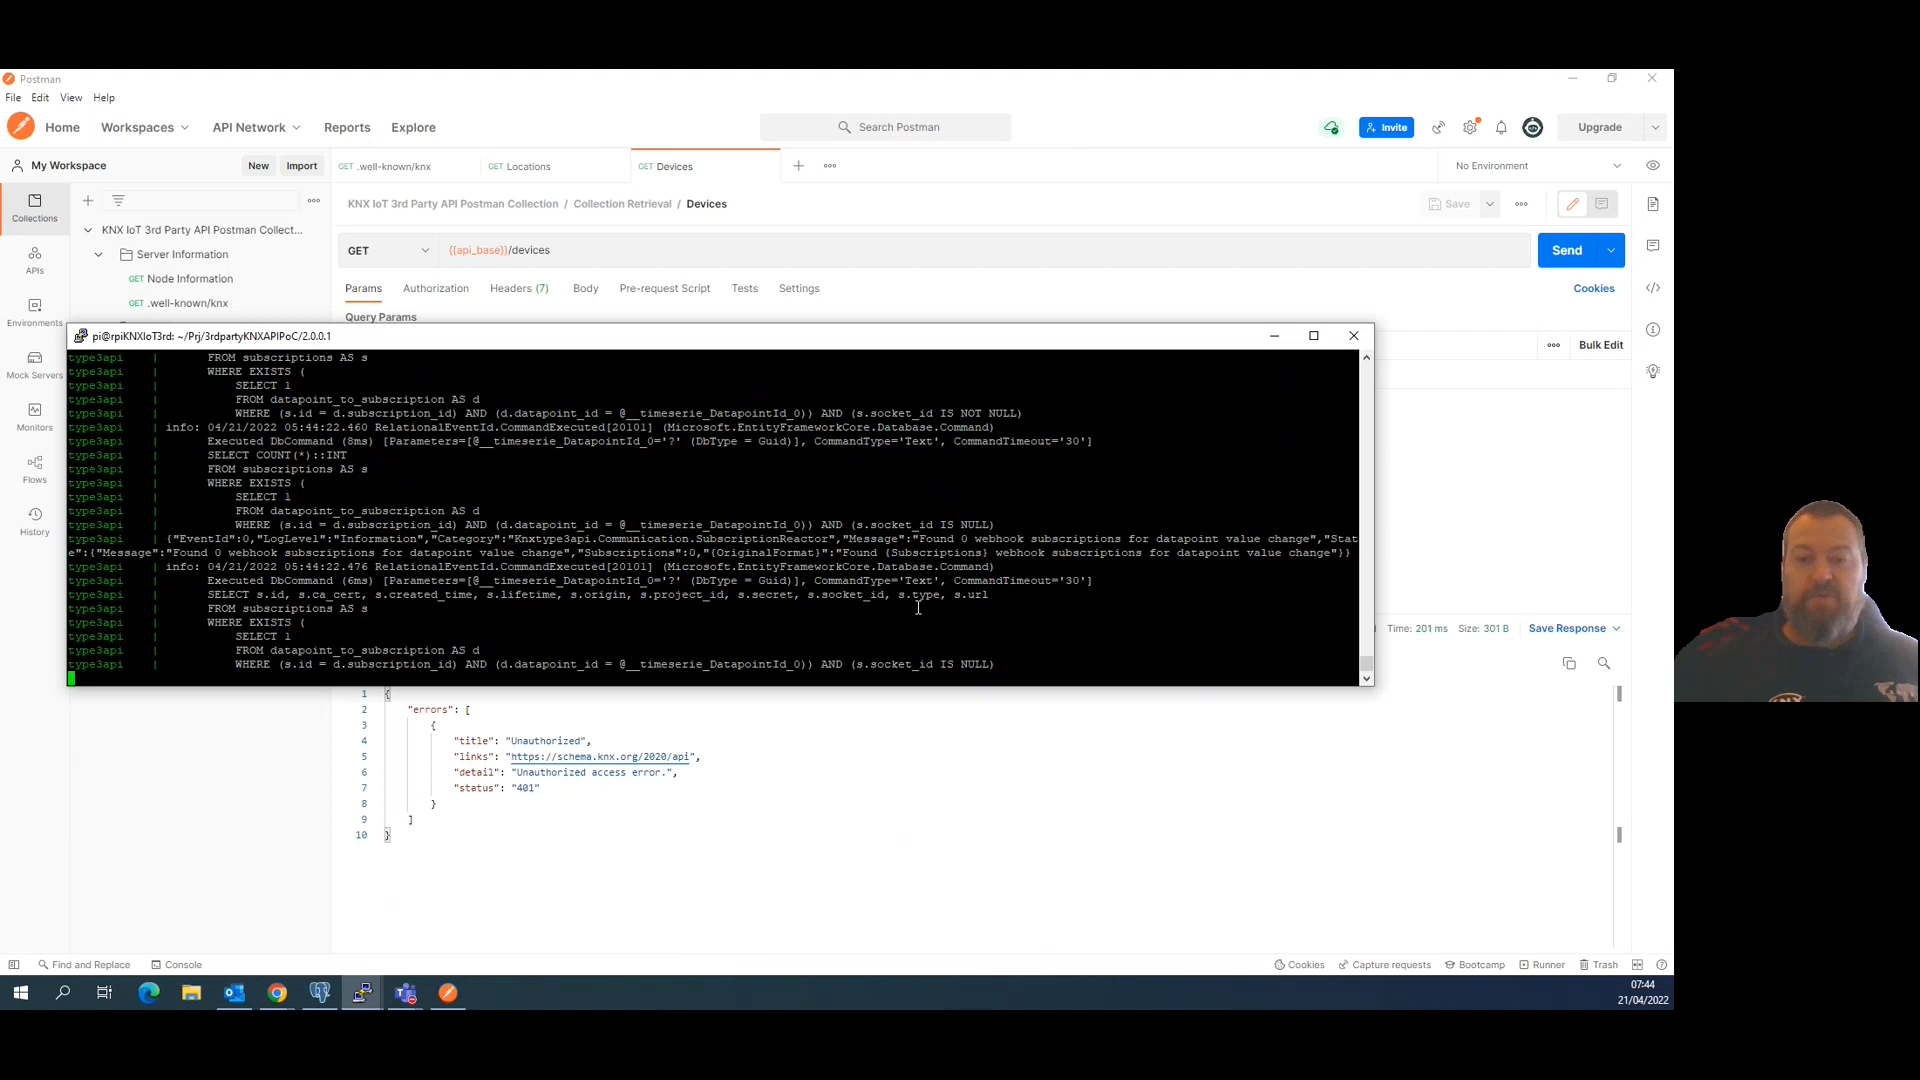 Postman
File Edit View Help
Home Workspaces API Network Reports Explore
Search Postman
Invite
Upgrade
My Workspace
New Import
GET .well-known/knx
GET Locations
GET Devices
No Environment
Collections
KNX IoT 3rd Party API Postman Collection / Collection Retrieval / Devices
Save
KNX IoT 3rd Party API Postman Collect...
Server Information
APIs
GET
{{api_base}}/devices
Send
GET Node Information
GET .well-known/knx
Params Authorization Headers (7) Body Pre-request Script Tests Settings
Cookies
Environments
Query Params
pi@rpiKNXIoT3rd: ~/Prj/3rdpartyKNXAPIPoC/2.0.0.1
Bulk Edit
type3api | FROM subscriptions AS s
type3api | WHERE EXISTS (
type3api | SELECT 1
type3api | FROM datapoint_to_subscription AS d
type3api | WHERE (s.id = d.subscription_id) AND (d.datapoint_id = @__timeserie_DatapointId_0)) AND (s.socket_id IS NOT NULL)
type3api | info: 04/21/2022 05:44:22.460 RelationalEventId.CommandExecuted[20101] (Microsoft.EntityFrameworkCore.Database.Command)
type3api | Executed DbCommand (8ms) [Parameters=[@__timeserie_DatapointId_0='?' (DbType = Guid)], CommandType='Text', CommandTimeout='30']
type3api | SELECT COUNT(*)::INT
type3api | FROM subscriptions AS s
type3api | WHERE EXISTS (
type3api | SELECT 1
type3api | FROM datapoint_to_subscription AS d
type3api | WHERE (s.id = d.subscription_id) AND (d.datapoint_id = @__timeserie_DatapointId_0)) AND (s.socket_id IS NULL)
type3api | {"EventId":0,"LogLevel":"Information","Category":"Knxtype3api.Communication.SubscriptionReactor","Message":"Found 0 webhook subscriptions for datapoint value change","Stat
e":{"Message":"Found 0 webhook subscriptions for datapoint value change","Subscriptions":0,"{OriginalFormat}":"Found {Subscriptions} webhook subscriptions for datapoint value change"}}
type3api | info: 04/21/2022 05:44:22.476 RelationalEventId.CommandExecuted[20101] (Microsoft.EntityFrameworkCore.Database.Command)
type3api | Executed DbCommand (6ms) [Parameters=[@__timeserie_DatapointId_0='?' (DbType = Guid)], CommandType='Text', CommandTimeout='30']
type3api | SELECT s.id, s.ca_cert, s.created_time, s.lifetime, s.origin, s.project_id, s.secret, s.socket_id, s.type, s.url
type3api | FROM subscriptions AS s
type3api | WHERE EXISTS (
type3api | SELECT 1
type3api | FROM datapoint_to_subscription AS d
type3api | WHERE (s.id = d.subscription_id) AND (d.datapoint_id = @__timeserie_DatapointId_0)) AND (s.socket_id IS NULL)
Mock Servers
Monitors
Flows
History
Time: 201 ms Size: 301 B Save Response
1 {
2 "errors": [
3 {
4 "title": "Unauthorized",
5 "links": "https://schema.knx.org/2020/api",
6 "detail": "Unauthorized access error.",
7 "status": "401"
8 }
9 ]
10 }
Find and Replace Console
Cookies Capture requests Bootcamp Runner Trash
07:44
21/04/2022